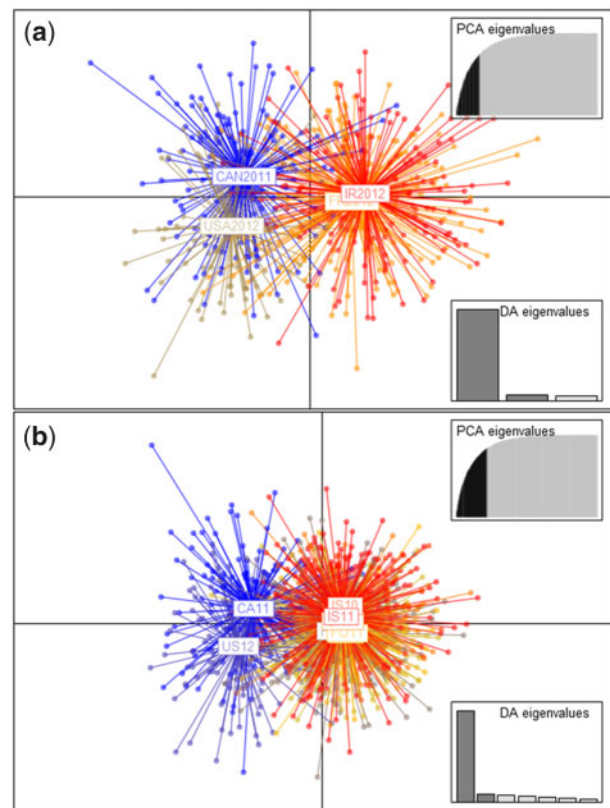 (a)
PCA eigenvalues
CAN2011
IR2012
USA2012
DA eigenvalues
(b)
PCA eigenvalues
IS10
CA11
IS11
US12
DA eigenvalues